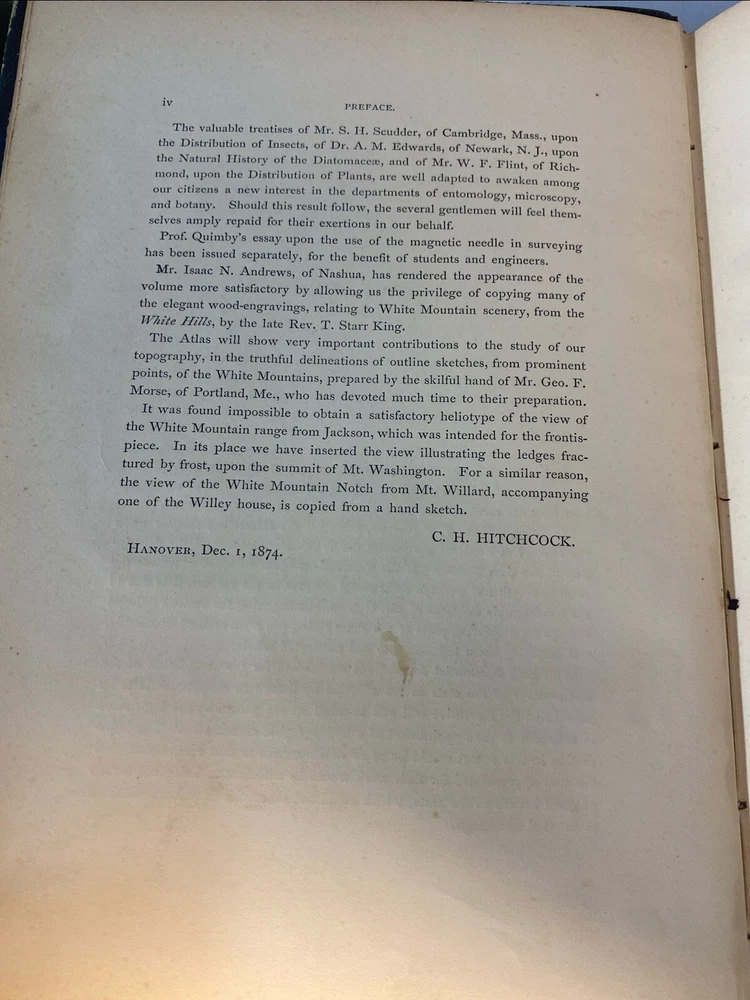 iv
PREFACE.
The valuable treatises of Mr. S. H. Scudder, of Cambridge, Mass., upon
the Distribution of Insects, of Dr. A. M. Edwards, of Newark, N. J., upon
the Natural History of the Diatomaceæ, and of Mr. W. F. Flint, of Rich-
mond, upon the Distribution of Plants, are well adapted to awaken among
our citizens a new interest in the departments of entomology, microscopy,
and botany. Should this result follow, the several gentlemen will feel them-
selves amply repaid for their exertions in our behalf.
Prof. Quimby's essay upon the use of the magnetic needle in surveying
has been issued separately, for the benefit of students and engineers.
Mr. Isaac N. Andrews, of Nashua, has rendered the appearance of the
volume more satisfactory by allowing us the privilege of copying many of
the elegant wood-engravings, relating to White Mountain scenery, from the
White Hills, by the late Rev. T. Starr King.
The Atlas will show very important contributions to the study of our
topography, in the truthful delineations of outline sketches, from prominent
points, of the White Mountains, prepared by the skilful hand of Mr. Geo. F.
Morse, of Portland, Me., who has devoted much time to their preparation.
It was found impossible to obtain a satisfactory heliotype of the view of
the White Mountain range from Jackson, which was intended for the frontis-
piece. In its place we have inserted the view illustrating the ledges frac-
tured by frost, upon the summit of Mt. Washington. For a similar reason,
the view of the White Mountain Notch from Mt. Willard, accompanying
one of the Willey house, is copied from a hand sketch.
C. H. HITCHCOCK.
HANOVER, Dec. 1, 1874.